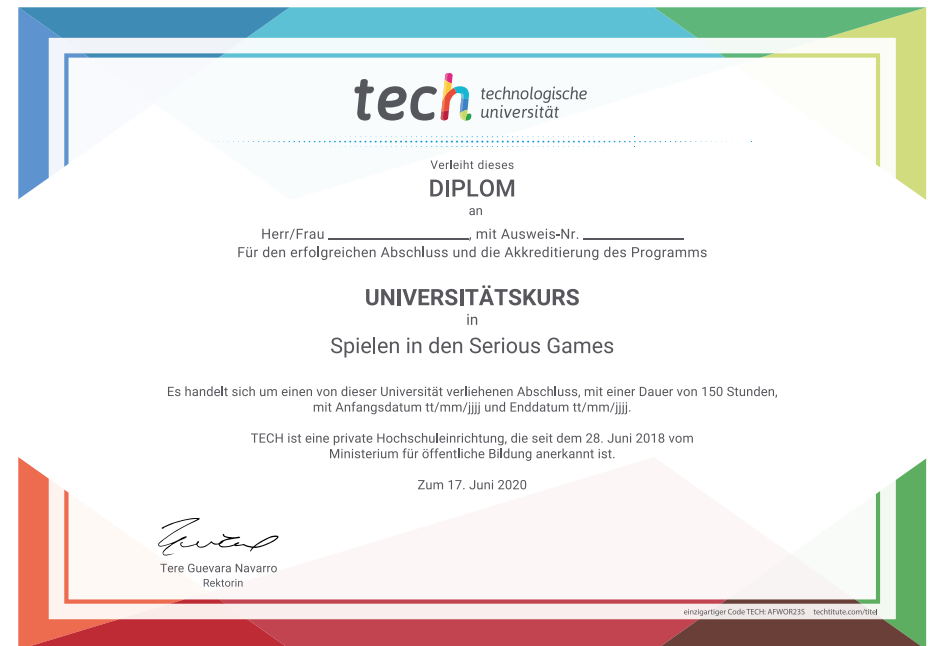 tech technologische
universität
Verleiht dieses
DIPLOM
an
Herr/Frau ____________________, mit Ausweis-Nr. ______________
Für den erfolgreichen Abschluss und die Akkreditierung des Programms
UNIVERSITÄTSKURS
in
Spielen in den Serious Games
Es handelt sich um einen von dieser Universität verliehenen Abschluss, mit einer Dauer von 150 Stunden,
mit Anfangsdatum tt/mm/jjjj und Enddatum tt/mm/jjjj.
TECH ist eine private Hochschuleinrichtung, die seit dem 28. Juni 2018 vom
Ministerium für öffentliche Bildung anerkannt ist.
Zum 17. Juni 2020
Tere Guevara Navarro
Rektorin
einzigartiger Code TECH: AFWOR23S techtitute.com/titel